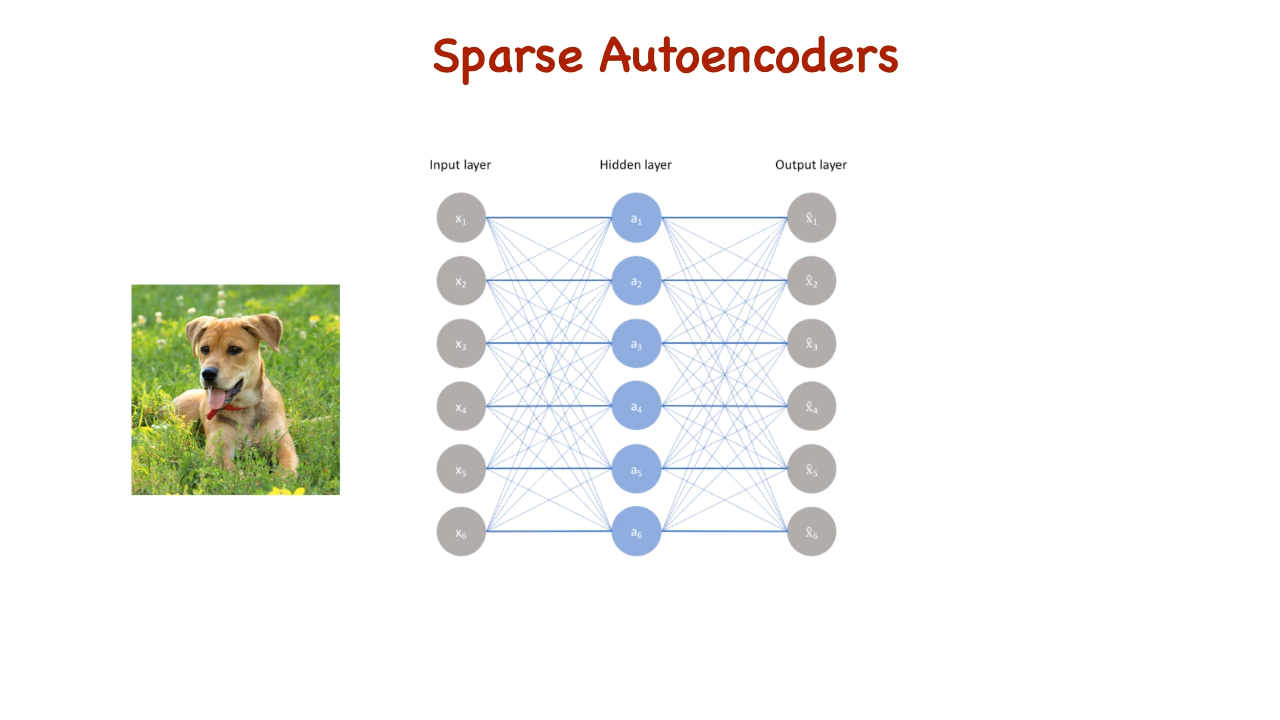 Sparse Autoencoders
Input layer Hidden layer Output layer
x₁ a₁ x̂₁
x₂ a₂ x̂₂
x₃ a₃ x̂₃
x₄ a₄ x̂₄
x₅ a₅ x̂₅
x₆ a₆ x̂₆